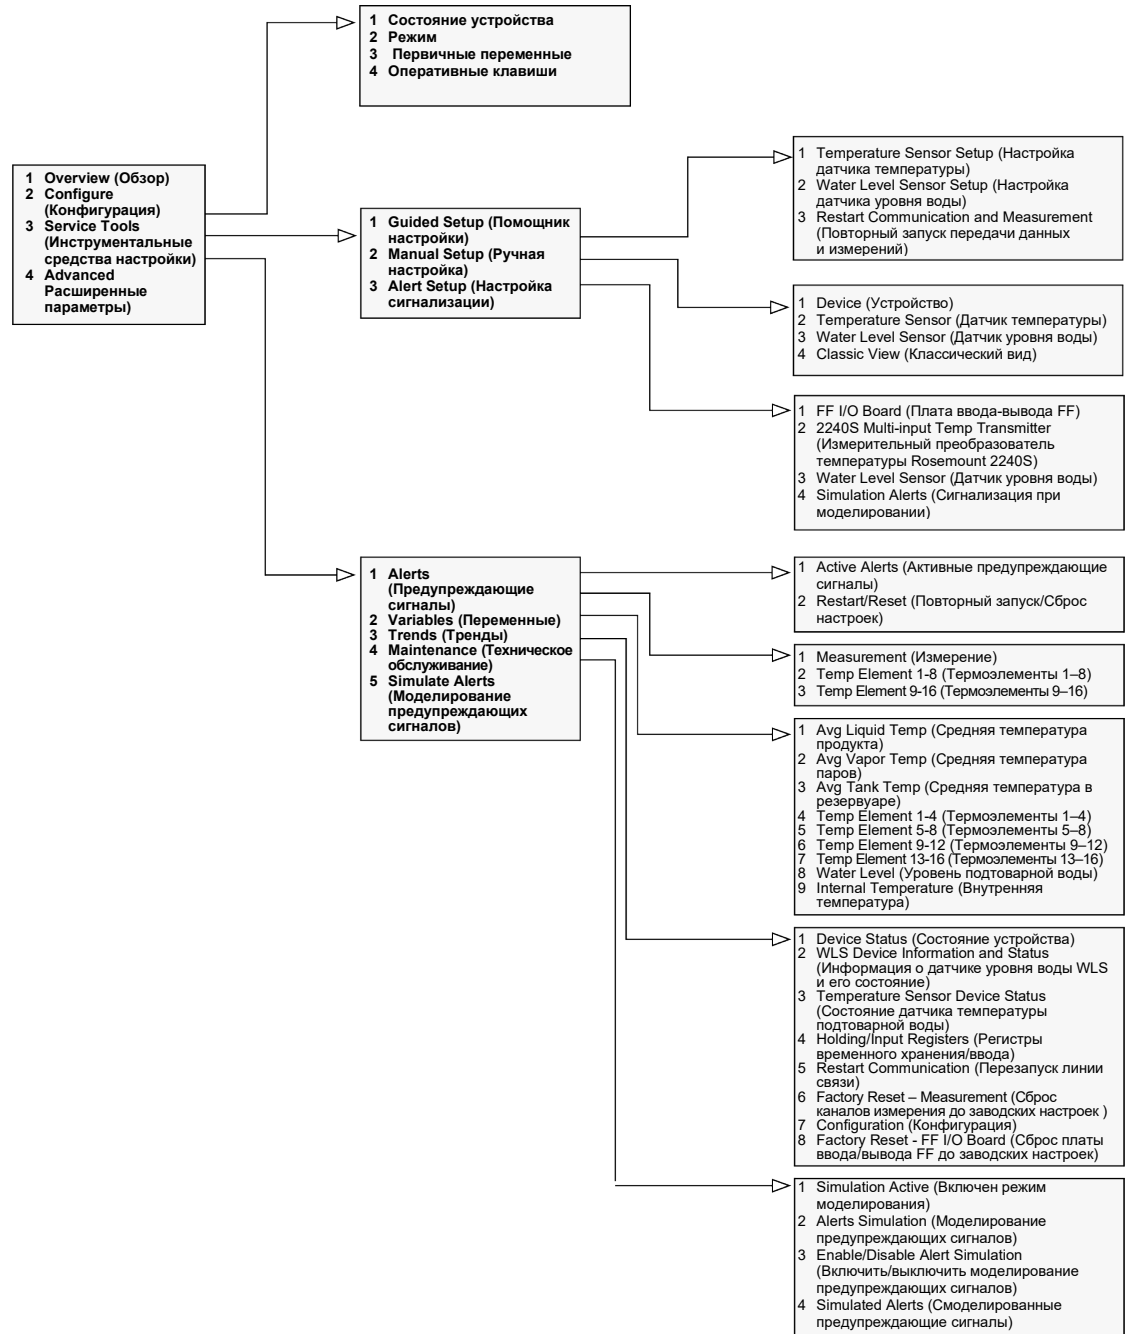 1 Состояние устройства
2 Режим
3 Первичные переменные
4 Оперативные клавиши
1 Overview (Обзор)
2 Configure
(Конфигурация)
3 Service Tools
(Инструментальные
средства настройки)
4 Advanced
Расширенные
параметры)
1 Guided Setup (Помощник
настройки)
2 Manual Setup (Ручная
настройка)
3 Alert Setup (Настройка
сигнализации)
1 Temperature Sensor Setup (Настройка
датчика температуры)
2 Water Level Sensor Setup (Настройка
датчика уровня воды)
3 Restart Communication and Measurement
(Повторный запуск передачи данных
и измерений)
1 Device (Устройство)
2 Temperature Sensor (Датчик температуры)
3 Water Level Sensor (Датчик уровня воды)
4 Classic View (Классический вид)
1 FF I/O Board (Плата ввода-вывода FF)
2 2240S Multi-input Temp Transmitter
(Измерительный преобразователь
температуры Rosemount 2240S)
3 Water Level Sensor (Датчик уровня воды)
4 Simulation Alerts (Сигнализация при
моделировании)
1 Alerts
(Предупреждающие
сигналы)
2 Variables (Переменные)
3 Trends (Тренды)
4 Maintenance (Техническое
обслуживание)
5 Simulate Alerts
(Моделирование
предупреждающих
сигналов)
1 Active Alerts (Активные предупреждающие
сигналы)
2 Restart/Reset (Повторный запуск/Сброс
настроек)
1 Measurement (Измерение)
2 Temp Element 1-8 (Термоэлементы 1–8)
3 Temp Element 9-16 (Термоэлементы 9–16)
1 Avg Liquid Temp (Средняя температура
продукта)
2 Avg Vapor Temp (Средняя температура
паров)
3 Avg Tank Temp (Средняя температура в
резервуаре)
4 Temp Element 1-4 (Термоэлементы 1–4)
5 Temp Element 5-8 (Термоэлементы 5–8)
6 Temp Element 9-12 (Термоэлементы 9–12)
7 Temp Element 13-16 (Термоэлементы 13–16)
8 Water Level (Уровень подтоварной воды)
9 Internal Temperature (Внутренняя
температура)
1 Device Status (Состояние устройства)
2 WLS Device Information and Status
(Информация о датчике уровня воды WLS
и его состояние)
3 Temperature Sensor Device Status
(Состояние датчика температуры
подтоварной воды)
4 Holding/Input Registers (Регистры
временного хранения/ввода)
5 Restart Communication (Перезапуск линии
связи)
6 Factory Reset – Measurement (Сброс
каналов измерения до заводских настроек )
7 Configuration (Конфигурация)
8 Factory Reset - FF I/O Board (Сброс платы
ввода/вывода FF до заводских настроек)
1 Simulation Active (Включен режим
моделирования)
2 Alerts Simulation (Моделирование
предупреждающих сигналов)
3 Enable/Disable Alert Simulation
(Включить/выключить моделирование
предупреждающих сигналов)
4 Simulated Alerts (Смоделированные
предупреждающие сигналы)